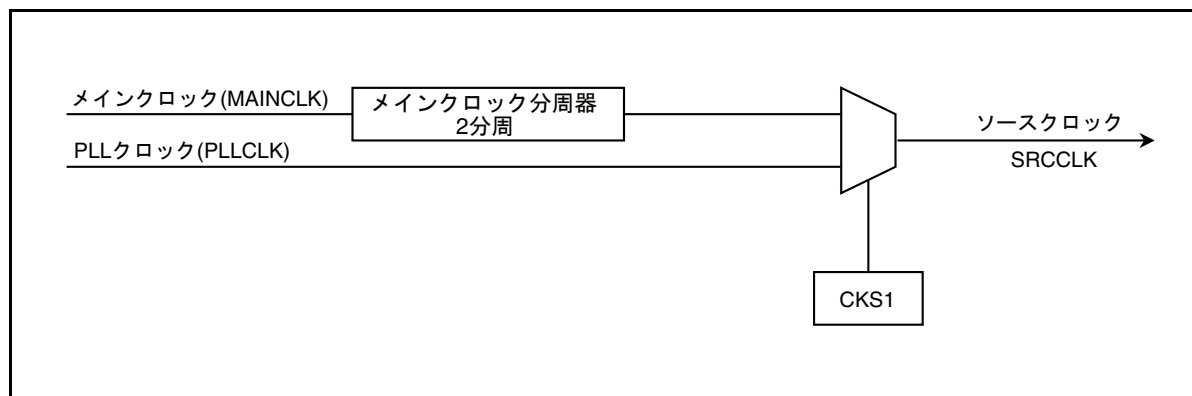 メインクロック(MAINCLK)
メインクロック分周器
2分周
PLLクロック(PLLCLK)
ソースクロック
SRCCLK
CKS1